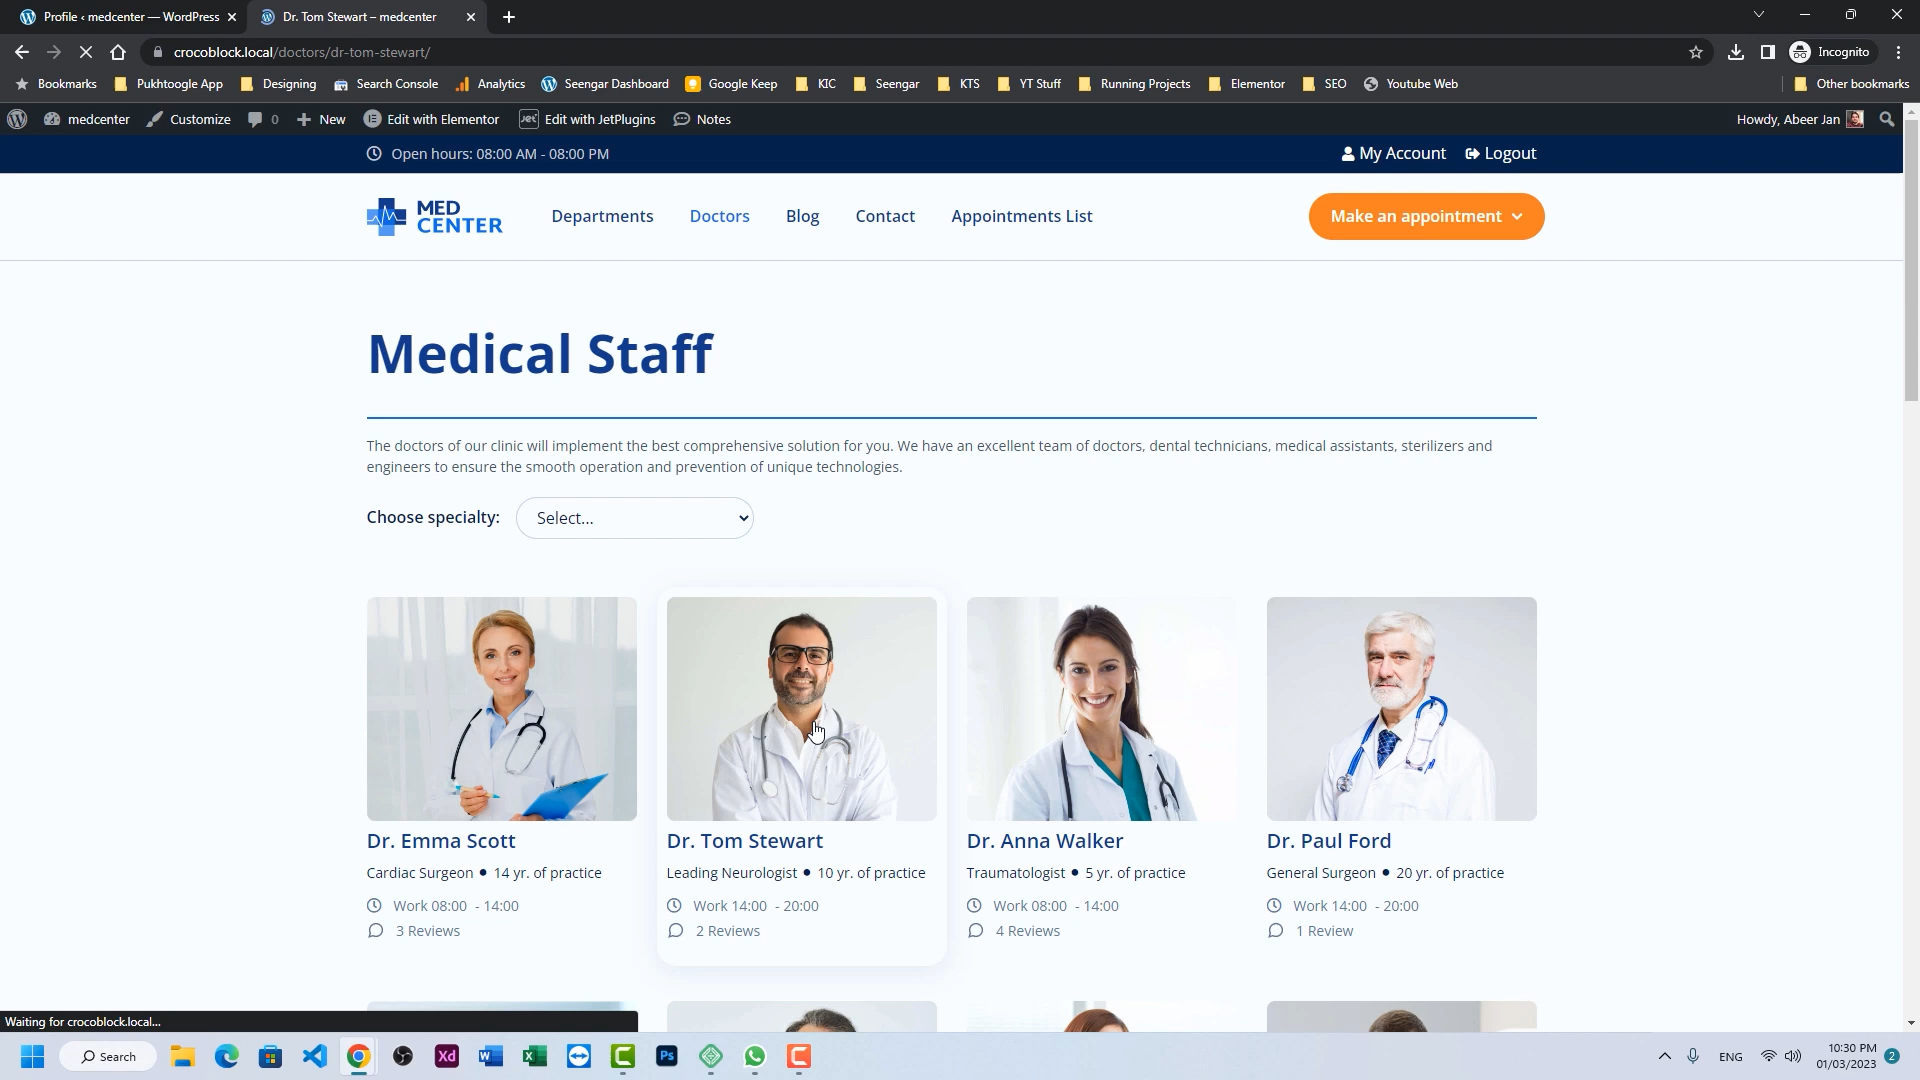 Profile ‹ medcenter — WordPress
Dr. Tom Stewart – medcenter
crocoblock.local/doctors/dr-tom-stewart/
Incognito
Bookmarks
Pukhtoogle App
Designing
Search Console
Analytics
Seengar Dashboard
Google Keep
KIC
Seengar
KTS
YT Stuff
Running Projects
Elementor
SEO
Youtube Web
Other bookmarks
medcenter
Customize
0
New
Edit with Elementor
Jet Edit with JetPlugins
Notes
Howdy, Abeer Jan
Open hours: 08:00 AM - 08:00 PM
My Account
Logout
MED
CENTER
Departments
Doctors
Blog
Contact
Appointments List
Make an appointment
Medical Staff
The doctors of our clinic will implement the best comprehensive solution for you. We have an excellent team of doctors, dental technicians, medical assistants, sterilizers and
engineers to ensure the smooth operation and prevention of unique technologies.
Choose specialty:
Select...
Dr. Emma Scott
Cardiac Surgeon • 14 yr. of practice
Work 08:00 - 14:00
3 Reviews
Dr. Tom Stewart
Leading Neurologist • 10 yr. of practice
Work 14:00 - 20:00
2 Reviews
Dr. Anna Walker
Traumatologist • 5 yr. of practice
Work 08:00 - 14:00
4 Reviews
Dr. Paul Ford
General Surgeon • 20 yr. of practice
Work 14:00 - 20:00
1 Review
Waiting for crocoblock.local...
Search
Xd
Ps
ENG
10:30 PM
01/03/2023
2